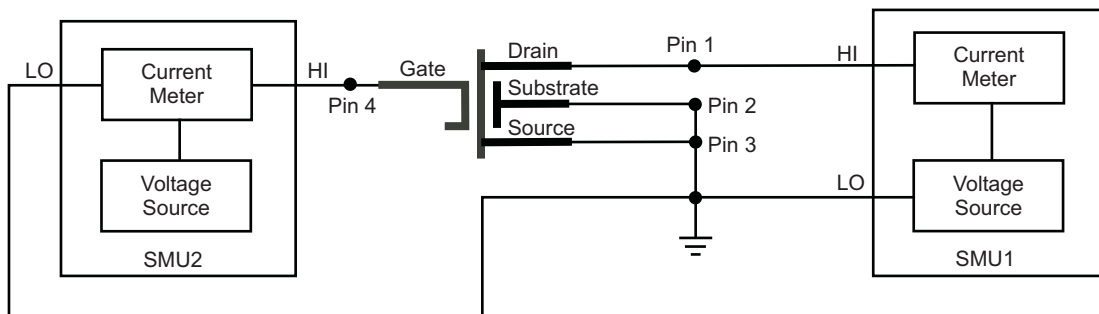 LO
Current
Meter
HI
Pin 4
Voltage
Source
SMU2
Gate
Drain
Substrate
Source
Pin 1
Pin 2
Pin 3
HI
LO
Current
Meter
Voltage
Source
SMU1